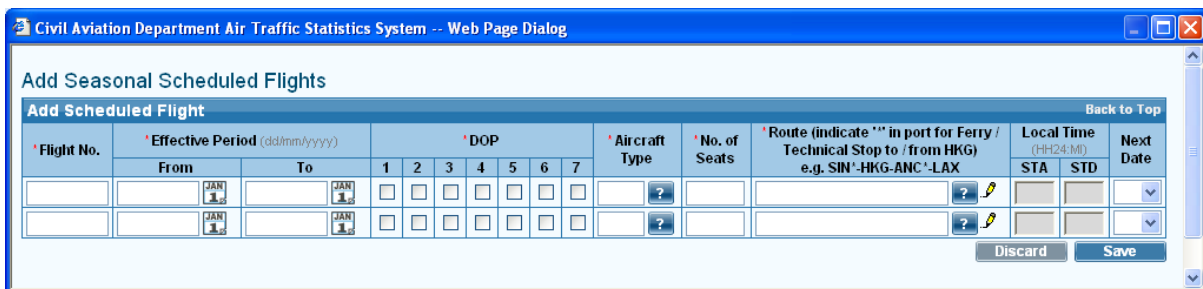 Civil Aviation Department Air Traffic Statistics System -- Web Page Dialog
Add Seasonal Scheduled Flights
Add Scheduled Flight Back to Top
*Flight No. *Effective Period (dd/mm/yyyy) *DOP *Aircraft Type *No. of Seats *Route (indicate '*' in port for Ferry / Technical Stop to / from HKG) e.g. SIN*-HKG-ANC*-LAX Local Time (HH24:MI) Next Date
From To 1 2 3 4 5 6 7 STA STD
JAN 1 JAN 1 ? ?
JAN 1 JAN 1 ? ?
Discard Save